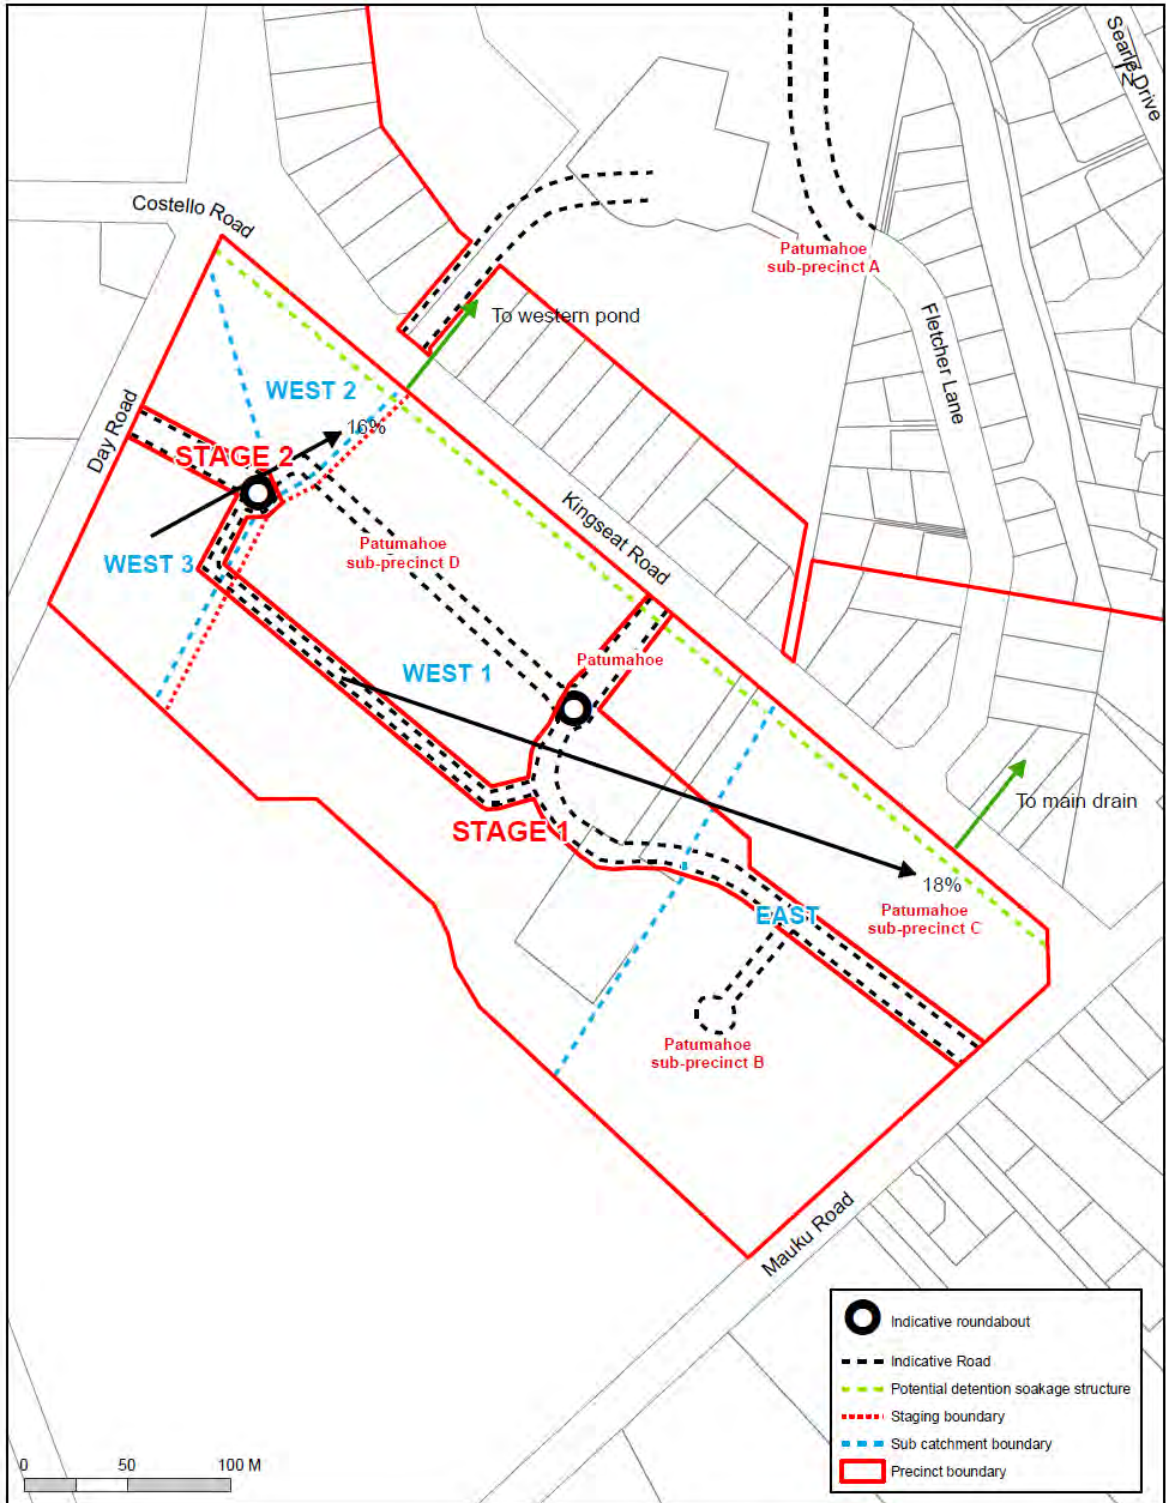 Searle Drive
N
Costello Road
Patumahoe
sub-precinct A
To western pond
Fletcher Lane
WEST 2
Day Road
16%
STAGE 2
Kingseat Road
Patumahoe
sub-precinct D
WEST 3
Patumahoe
WEST 1
To main drain
STAGE 1
18%
Patumahoe
sub-precinct C
EAST
Patumahoe
sub-precinct B
Mauku Road
Indicative roundabout
Indicative Road
Potential detention soakage structure
Staging boundary
Sub catchment boundary
Precinct boundary
0 50 100 M